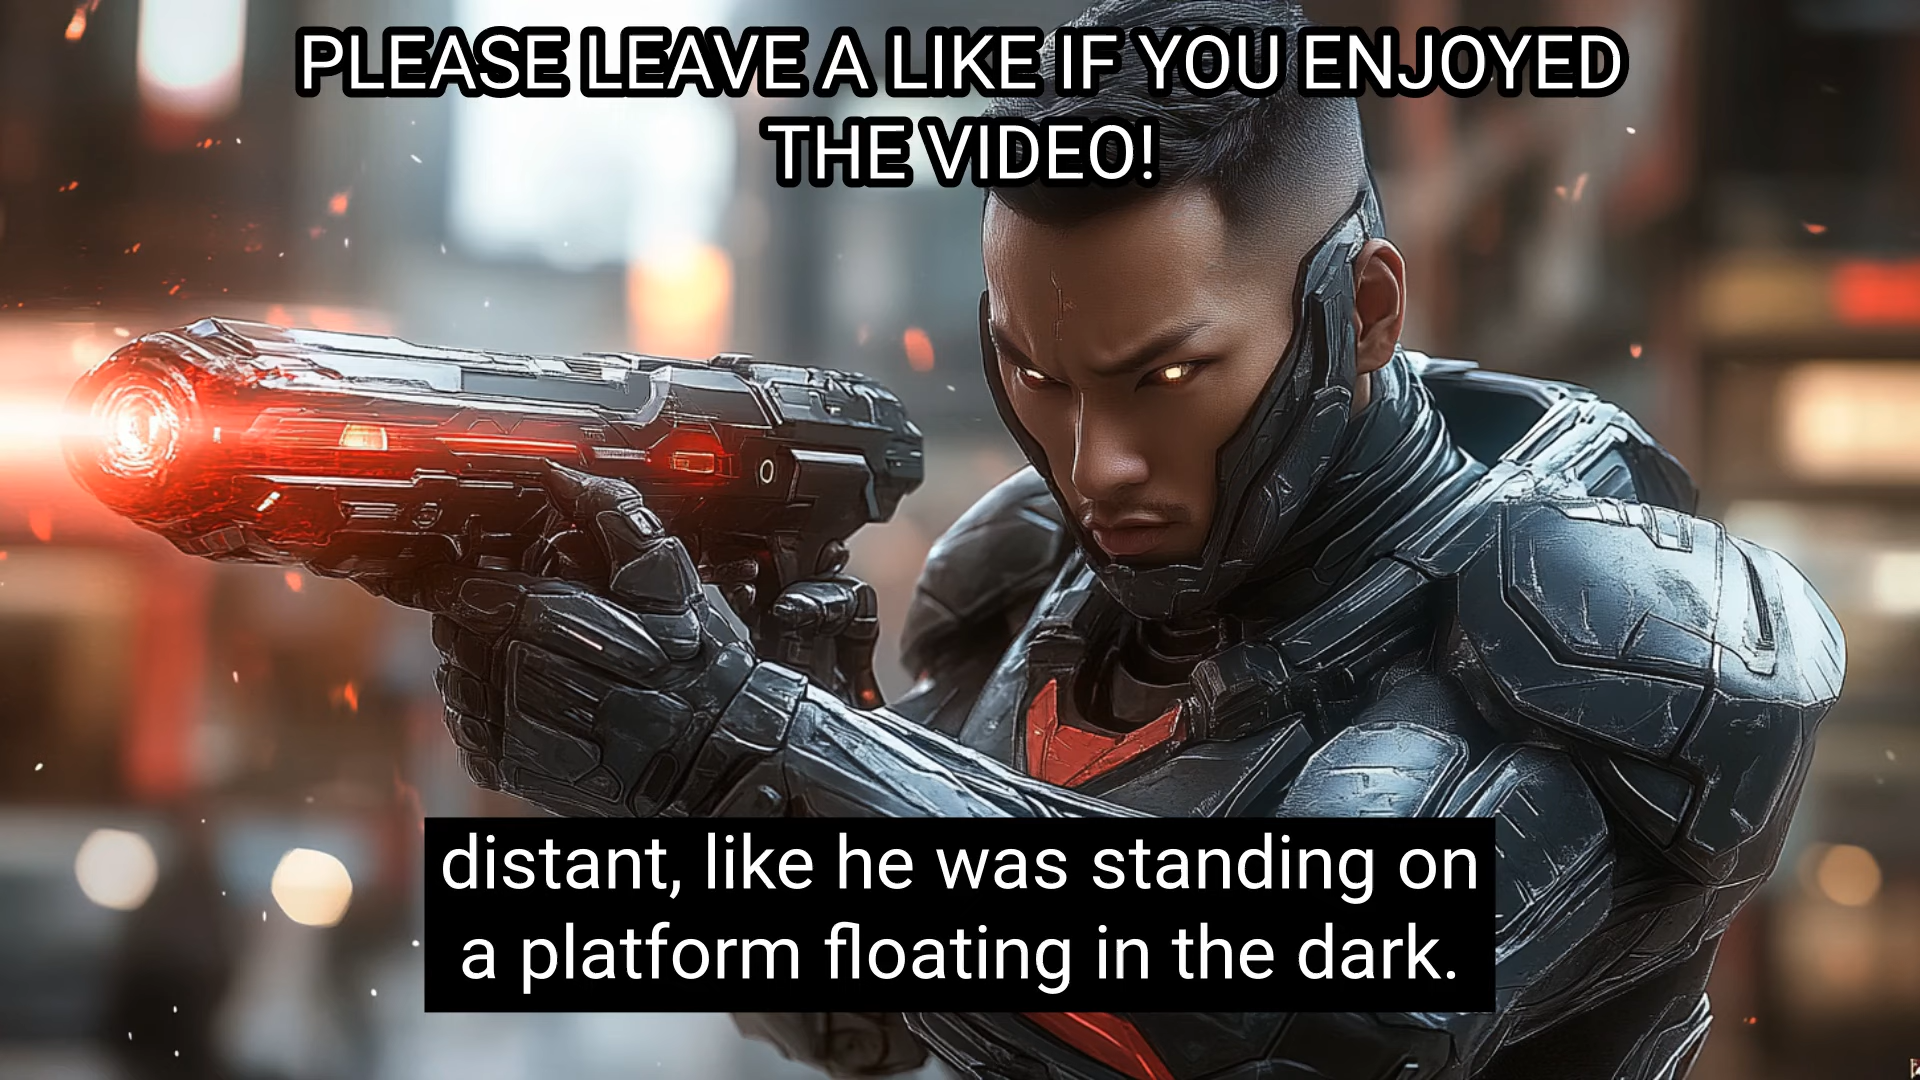 PLEASE LEAVE A LIKE IF YOU ENJOYED
THE VIDEO!
distant, like he was standing on
a platform floating in the dark.